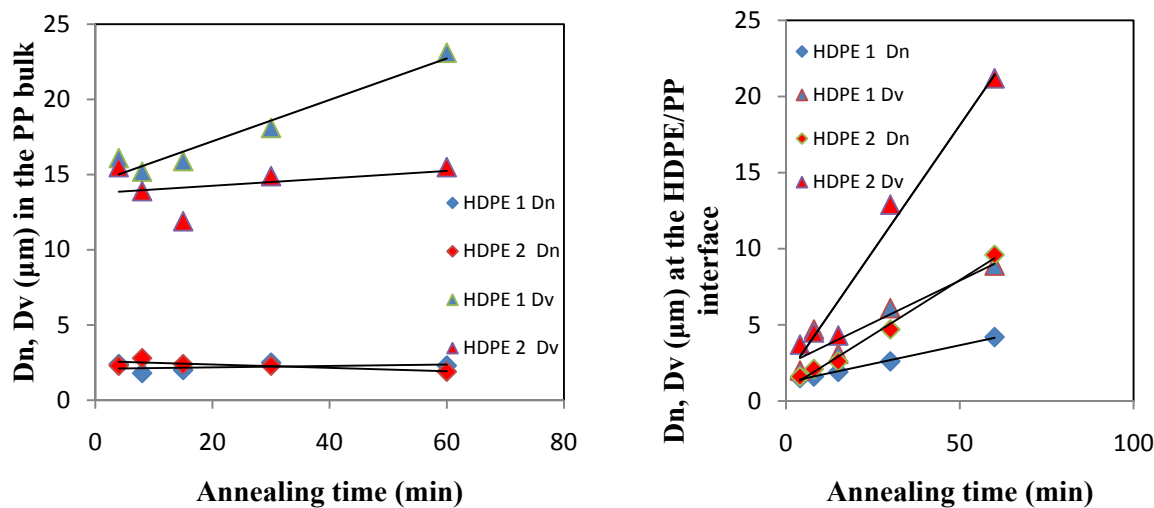 Dn, Dv (µm) in the PP bulk
25
20
15
10
5
0
0 20 40 60 80
Annealing time (min)
HDPE 1 Dn
HDPE 2 Dn
HDPE 1 Dv
HDPE 2 Dv
Dn, Dv (µm) at the HDPE/PP
interface
25
20
15
10
5
0
0 50 100
Annealing time (min)
HDPE 1 Dn
HDPE 1 Dv
HDPE 2 Dn
HDPE 2 Dv